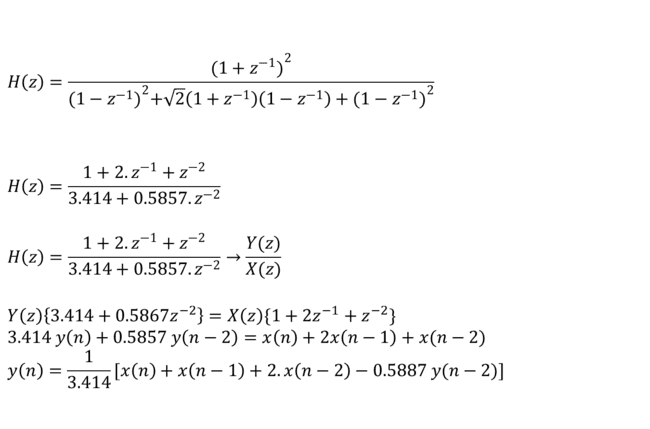 H(z) = (1 + z⁻¹)² / ((1 − z⁻¹)²+√2(1 + z⁻¹)(1 − z⁻¹) + (1 − z⁻¹)²)
H(z) = (1 + 2. z⁻¹ + z⁻²) / (3.414 + 0.5857. z⁻²)
H(z) = (1 + 2. z⁻¹ + z⁻²) / (3.414 + 0.5857. z⁻²) → Y(z) / X(z)
Y(z){3.414 + 0.5867z⁻²} = X(z){1 + 2z⁻¹ + z⁻²}
3.414 y(n) + 0.5857 y(n − 2) = x(n) + 2x(n − 1) + x(n − 2)
y(n) = 1 / 3.414 [x(n) + x(n − 1) + 2. x(n − 2) − 0.5887 y(n − 2)]